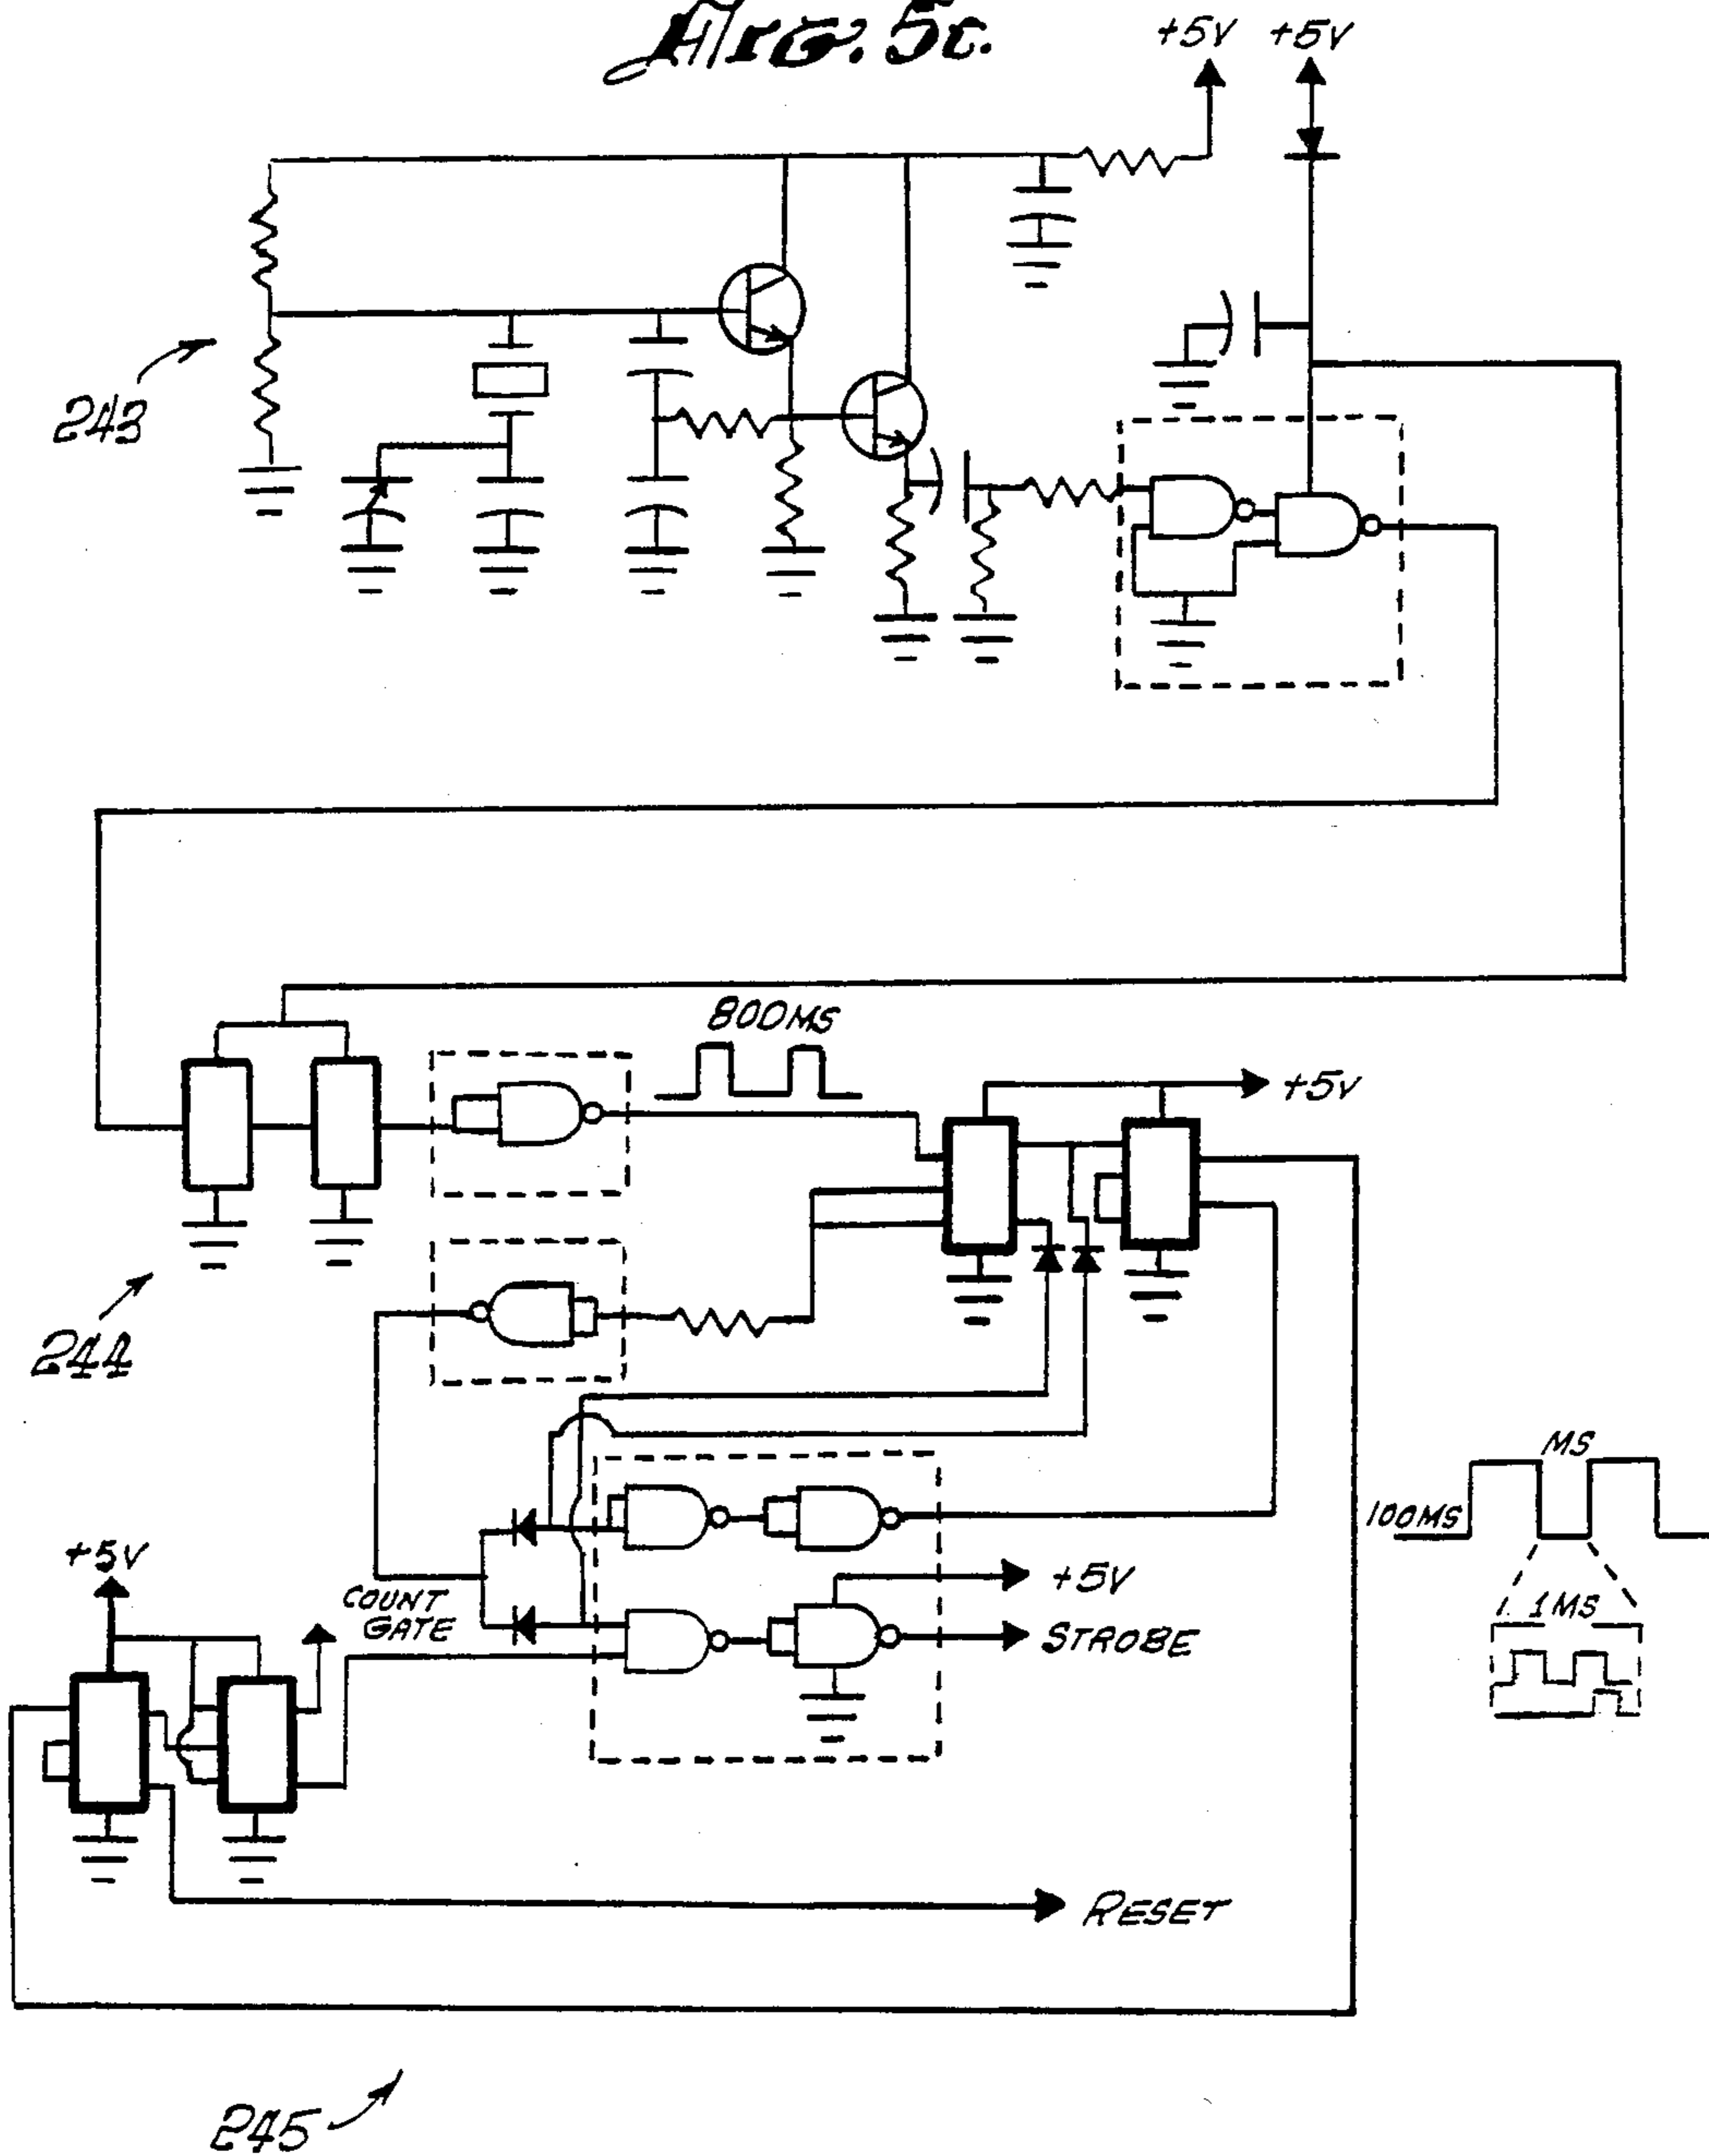 FIG. 5c.
+5V +5V
243
800MS
+5V
244
MS
100MS
+5V
COUNT
GATE
+5V
1MS
STROBE
RESET
245